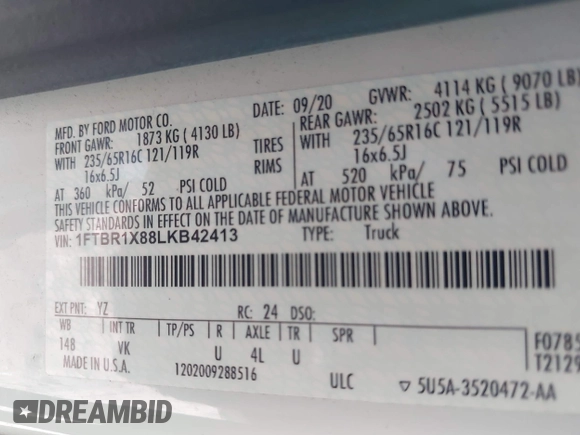 MFD. BY FORD MOTOR CO.
DATE: 09/20
GVWR: 4114 KG ( 9070 LB)
FRONT GAWR: 1873 KG ( 4130 LB)
REAR GAWR: 2502 KG ( 5515 LB)
WITH 235/65R16C 121/119R
TIRES
WITH 235/65R16C 121/119R
16x6.5J
RIMS
16x6.5J
AT 360 kPa/ 52 PSI COLD
AT 520 kPa/ 75 PSI COLD
THIS VEHICLE CONFORMS TO ALL APPLICABLE FEDERAL MOTOR VEHICLE
SAFETY STANDARDS IN EFFECT ON THE DATE OF MANUFACTURE SHOWN ABOVE.
VIN: 1FTBR1X88LKB42413
TYPE: Truck
EXT PNT: YZ
RC: 24 DSO:
WB INT TR TP/PS R AXLE TR SPR
148 VK U 4L U
F0785
T2129
MADE IN U.S.A.
1202009288516
ULC
▽ 5U5A-3520472-AA
DREAMBID